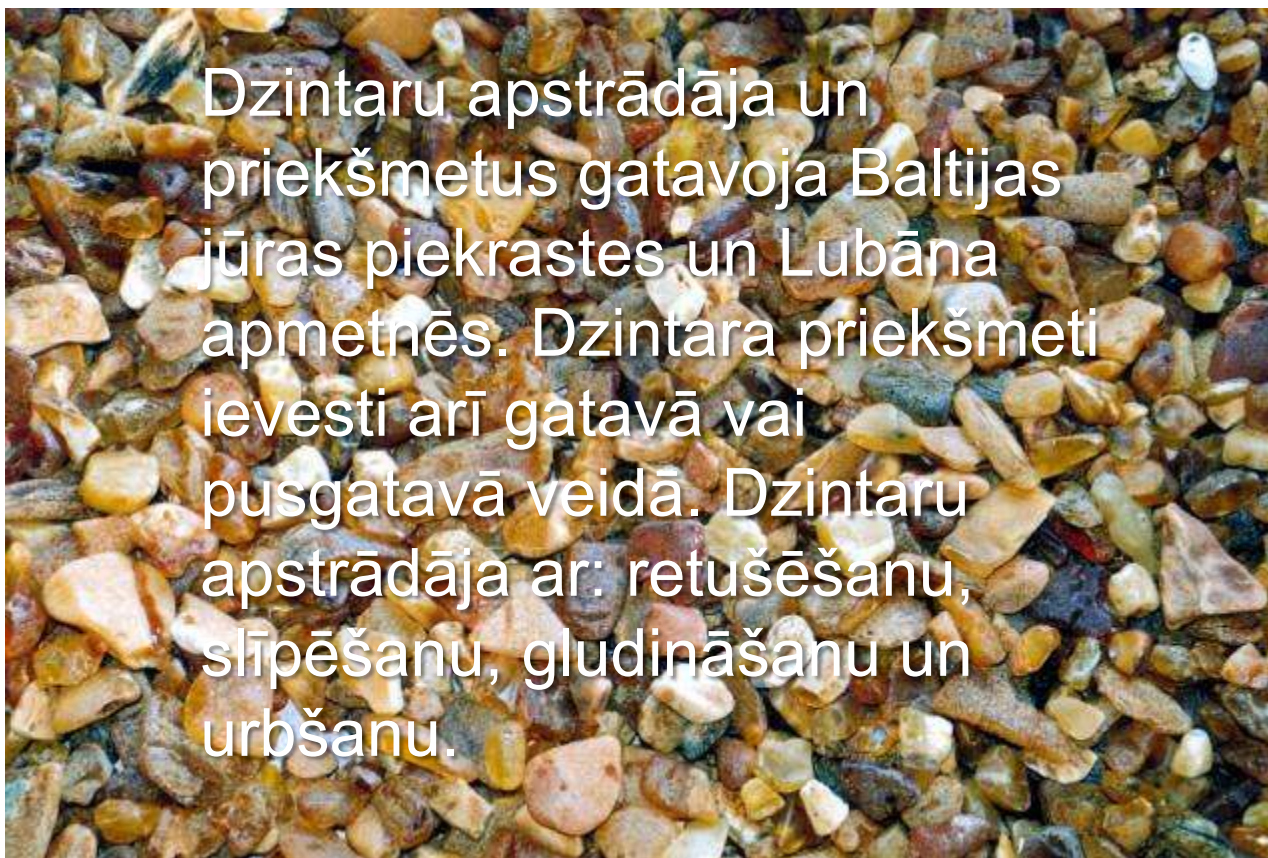 Dzintaru apstrādāja un
priekšmetus gatavoja Baltijas
jūras piekrastes un Lubāna
apmetnēs. Dzintara priekšmeti
ievesti arī gatavā vai
pusgatavā veidā. Dzintaru
apstrādāja ar: retušēšanu,
slīpēšanu, gludināšanu un
urbšanu.